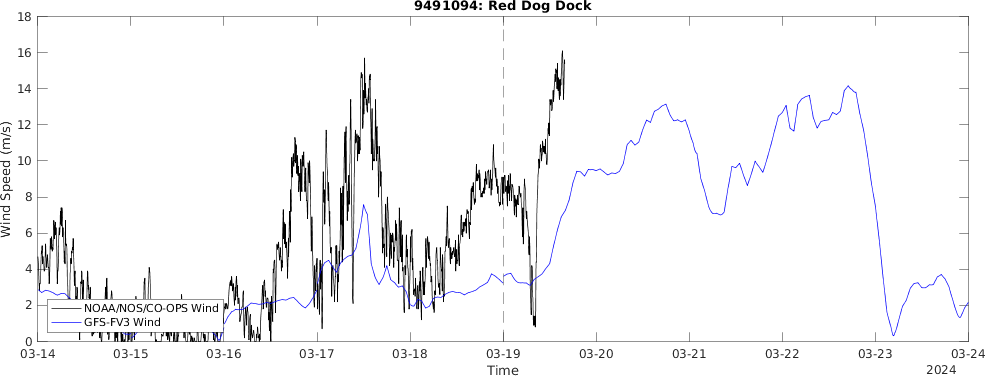 9491094: Red Dog Dock
Wind Speed (m/s)
18
16
14
12
10
8
6
4
2
0
NOAA/NOS/CO-OPS Wind
GFS-FV3 Wind
03-14 03-15 03-16 03-17 03-18 03-19 03-20 03-21 03-22 03-23 03-24
Time
2024